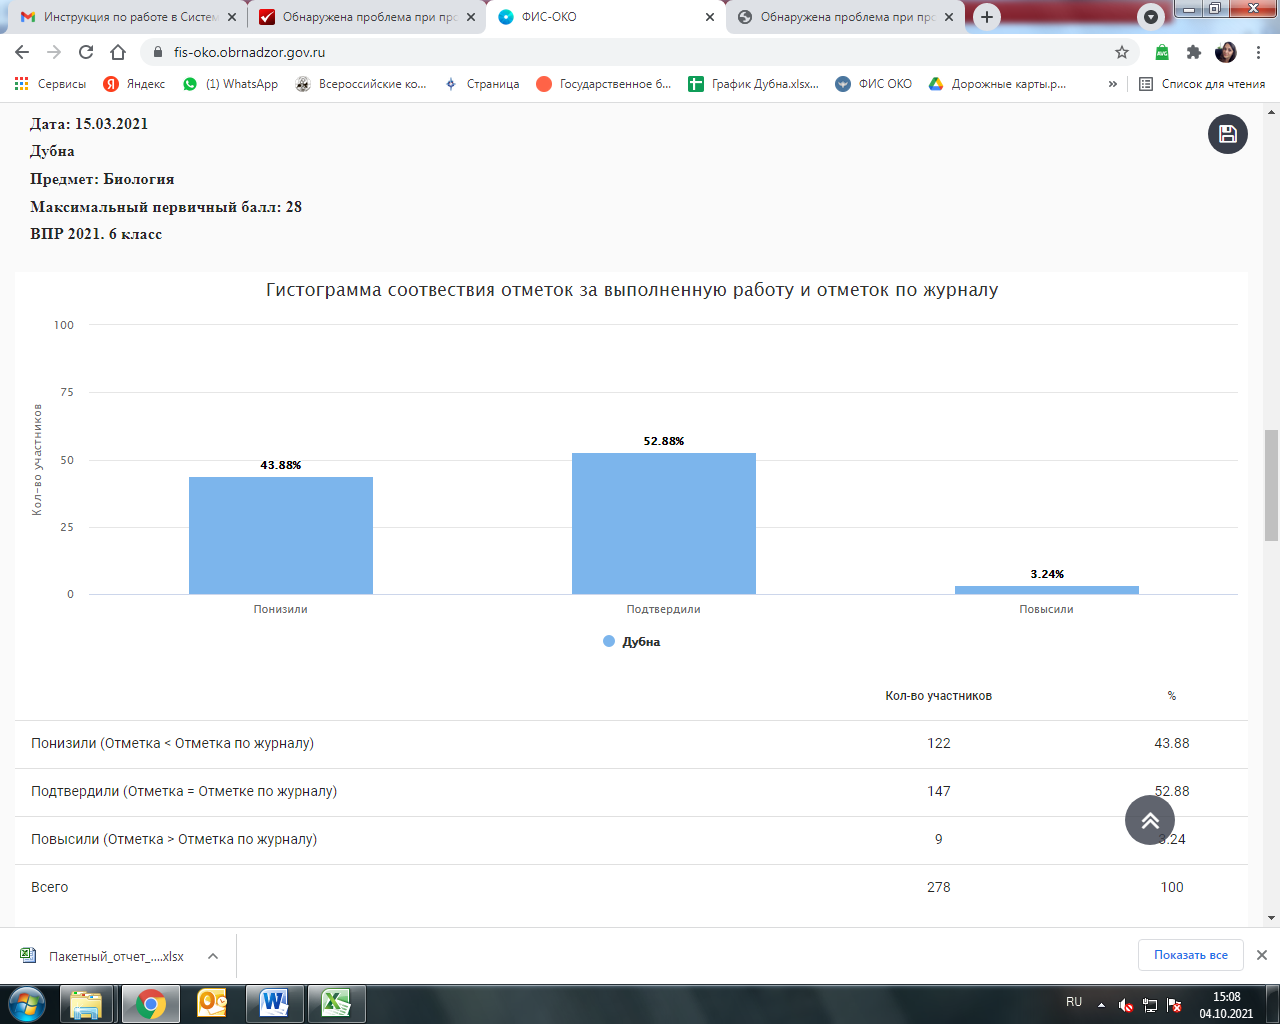 Инструкция по работе в Систем
Обнаружена проблема при про
ФИС-ОКО
Обнаружена проблема при про
fis-oko.obrnadzor.gov.ru
Сервисы
Яндекс
(1) WhatsApp
Всероссийские ко...
Страница
Государственное б...
График Дубна.xlsx...
ФИС ОКО
Дорожные карты.р...
»
Список для чтения
Дата: 15.03.2021
Дубна
Предмет: Биология
Максимальный первичный балл: 28
ВПР 2021. 6 класс
Гистограмма соотвествия отметок за выполненную работу и отметок по журналу
Кол-во участников
100
75
50
25
0
43.88%
52.88%
3.24%
Понизили
Подтвердили
Повысили
Дубна
Кол-во участников %
Понизили (Отметка < Отметка по журналу) 122 43.88
Подтвердили (Отметка = Отметке по журналу) 147 52.88
Повысили (Отметка > Отметка по журналу) 9 3.24
Всего 278 100
Пакетный_отчет_....xlsx
Показать все
RU
15:08
04.10.2021